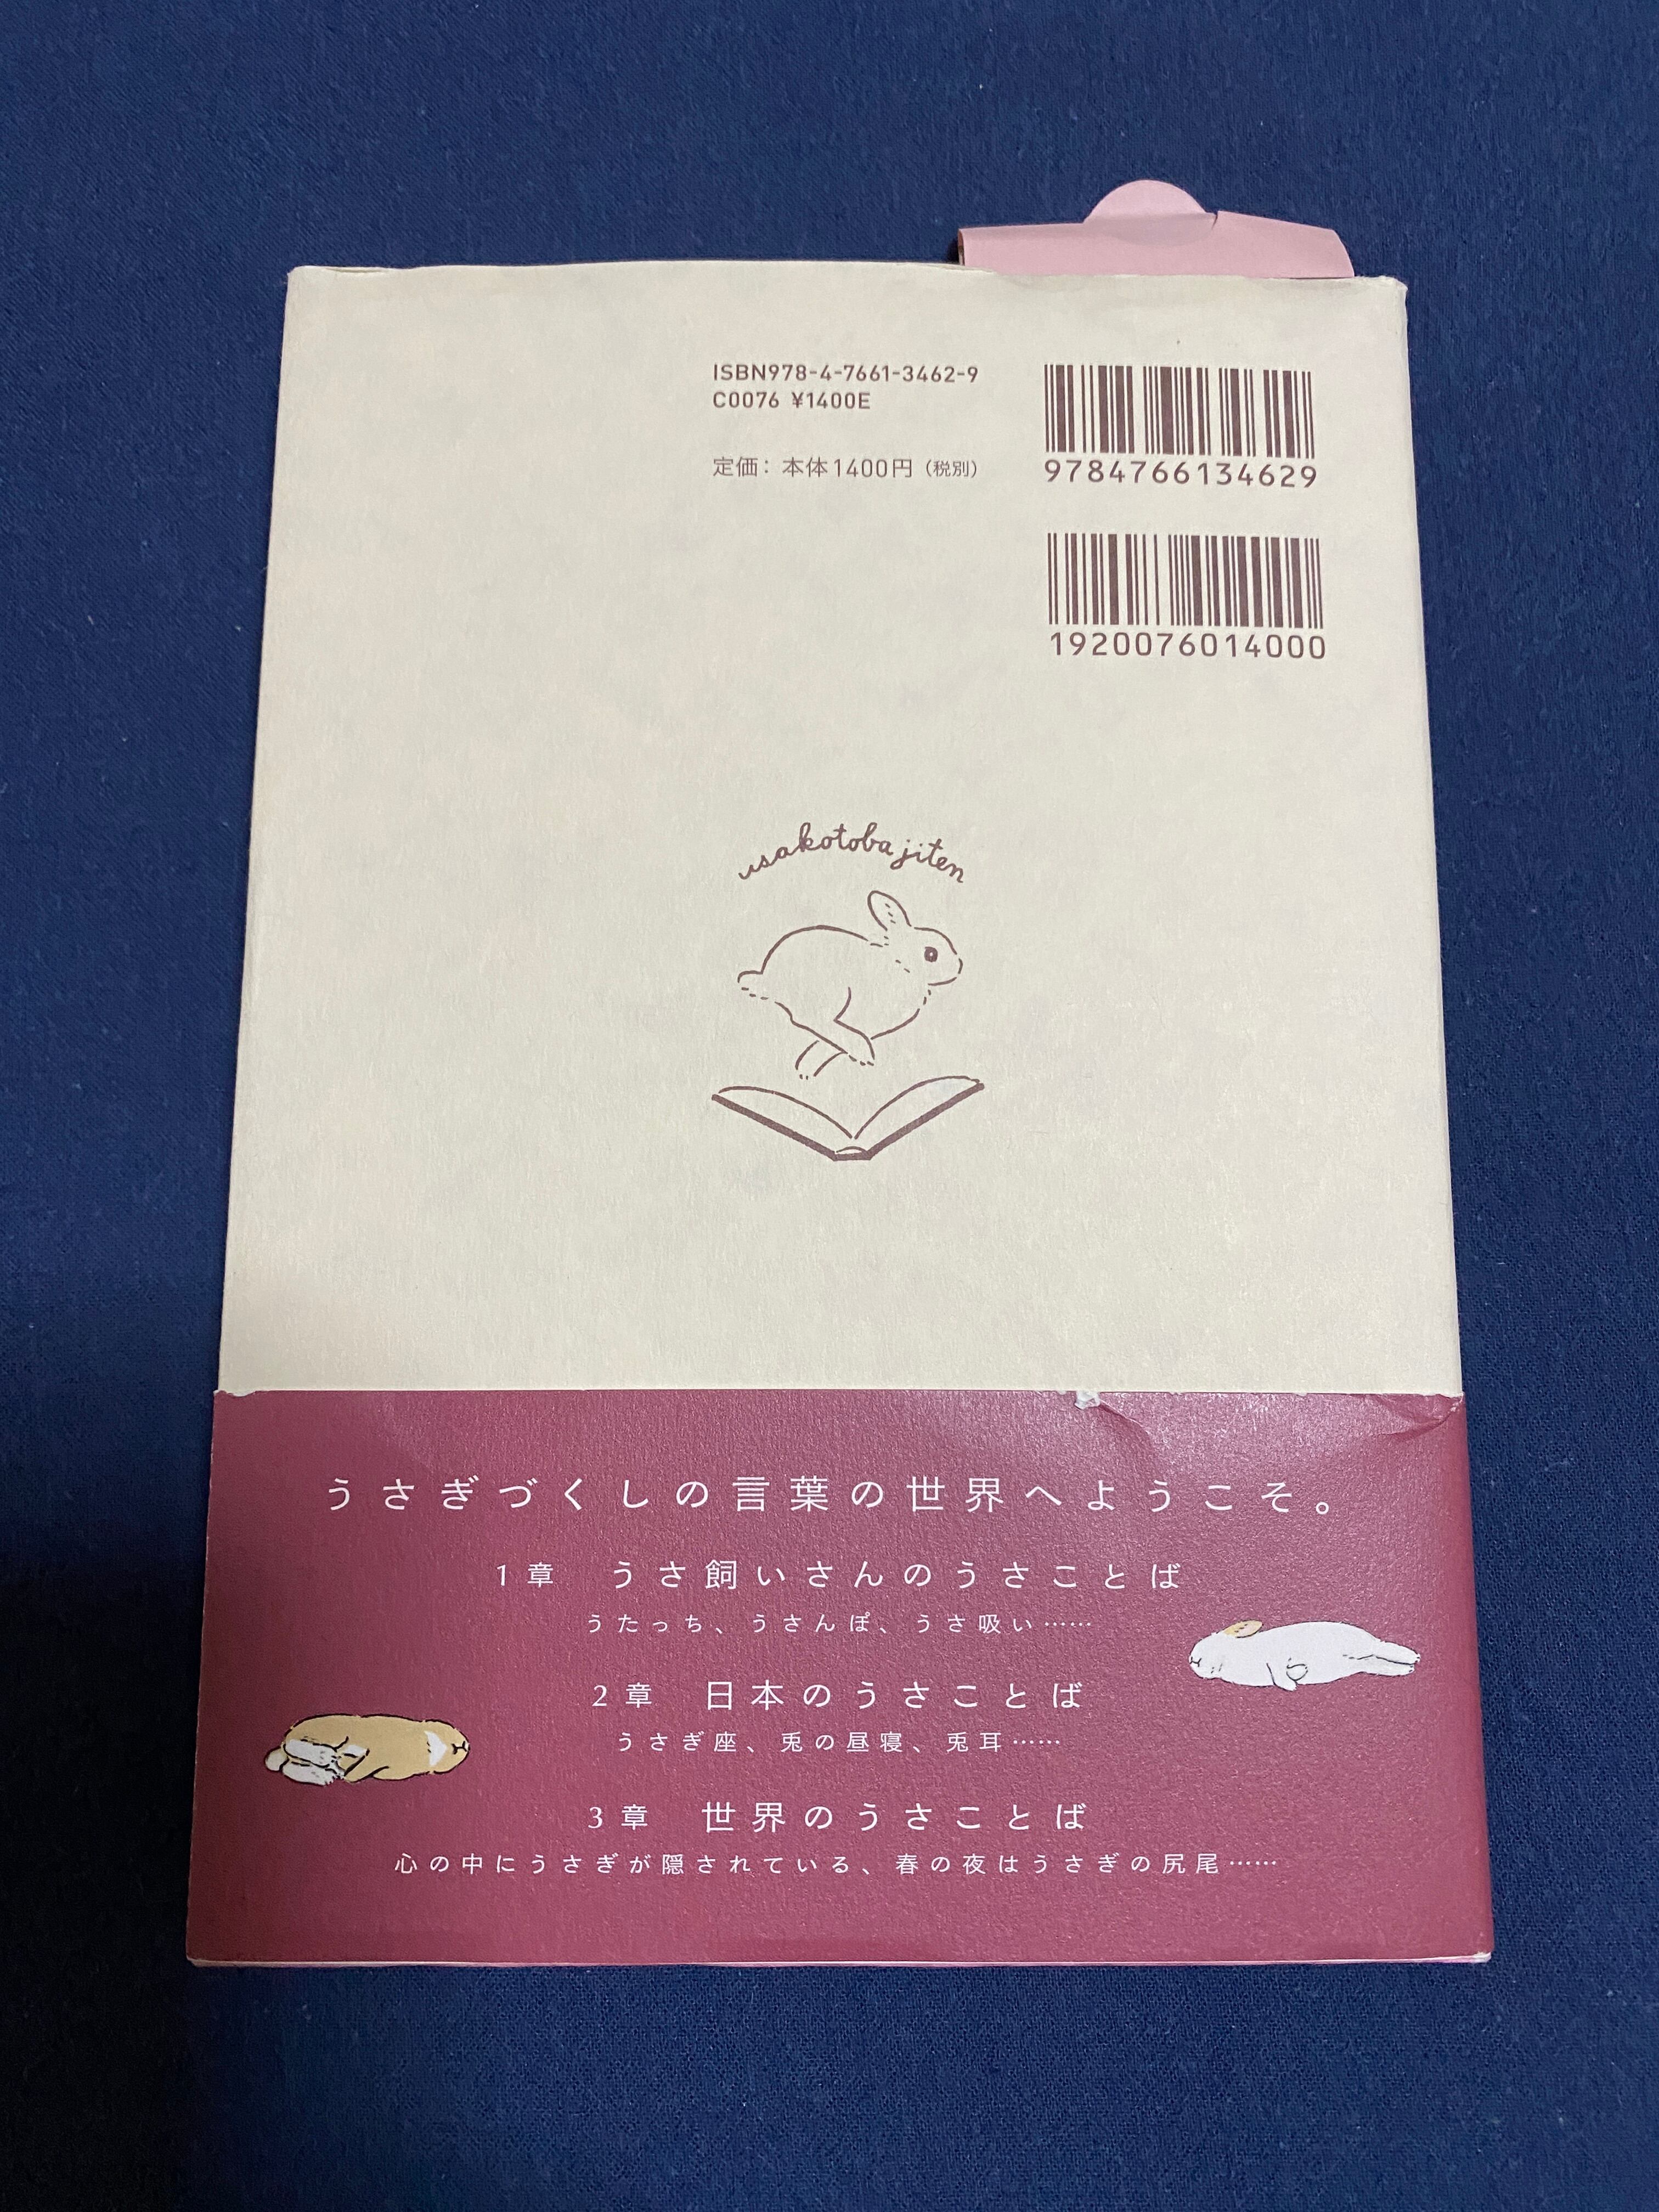 ISBN978-4-7661-3462-9
C0076 ¥1400E
定価：本体1400円（税別）
9784766134629
1920076014000
usakotoba jiten
うさぎづくしの言葉の世界へようこそ。
1章 うさ飼いさんのうさことば
うたっち、うさんぽ、うさ吸い……
2章 日本のうさことば
うさぎ座、兎の昼寝、兎耳……
3章 世界のうさことば
心の中にうさぎが隠されている、春の夜はうさぎの尻尾……